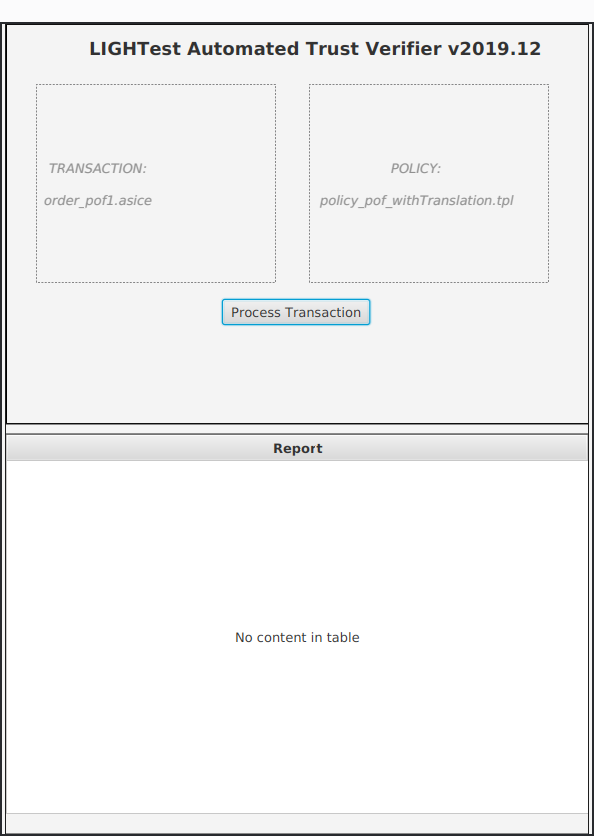 LIGHTest Automated Trust Verifier v2019.12
TRANSACTION:
order_pof1.asice
POLICY:
policy_pof_withTranslation.tpl
Process Transaction
Report
No content in table